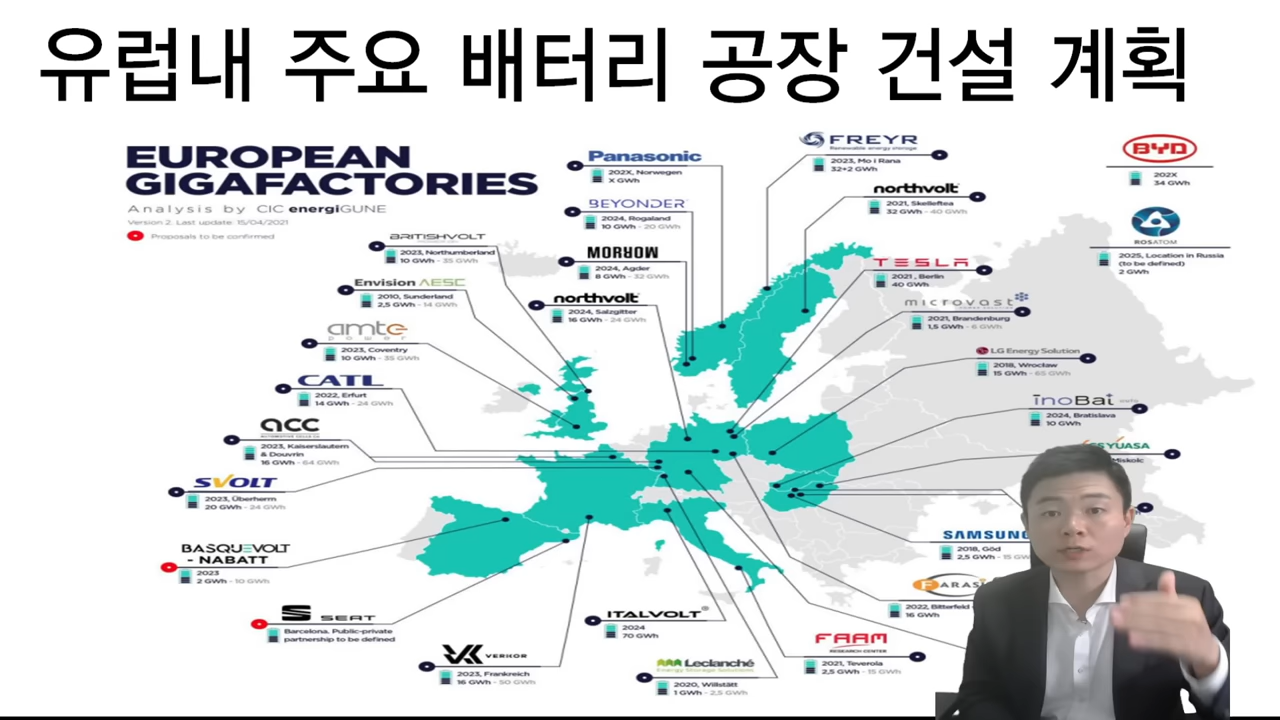 유럽내 주요 배터리 공장 건설 계획
EUROPEAN
GIGAFACTORIES
Analysis by CIC energiGUNE
Version 2. Last update: 15/04/2021
Proposals to be confirmed
BRITISHVOLT
2023, Northumberland
10 GWh - 35 GWh
Envision AESC
2010, Sunderland
2,5 GWh - 14 GWh
amte
power
2023, Coventry
10 GWh - 35 GWh
CATL
2022, Erfurt
14 GWh - 24 GWh
acc
2023, Kaiserslautern
& Douvrin
16 GWh - 64 GWh
SVOLT
2023, Überherrn
20 GWh - 24 GWh
BASQUEVOLT
- NABATT
2023
2 GWh - 10 GWh
SEAT
Barcelona. Public-private
partnership to be defined
VERKOR
2023, Frankreich
16 GWh - 50 GWh
Panasonic
202X, Norwegen
X GWh
BEYONDER
2024, Rogaland
10 GWh - 20 GWh
MORROW
2024, Agder
8 GWh - 32 GWh
northvolt
2024, Salzgitter
16 GWh - 24 GWh
FREYR
Renewable energy storage
2023, Mo i Rana
32+2 GWh
northvolt
2021, Skelleftea
32 GWh - 40 GWh
TESLA
2021, Berlin
40 GWh
microvast
2021, Brandenburg
1,5 GWh - 6 GWh
LG Energy Solution
2018, Wroclaw
15 GWh - 65 GWh
inoBat
2024, Bratislava
10 GWh
GS YUASA
Miskolc
SAMSUNG
2018, Göd
2,5 GWh - 15 GW
FARASI
2022, Bitterfeld
16 GWh
BYD
202X
34 GWh
ROSATOM
2025, Location in Russia
(to be defined)
2 GWh
ITALVOLT
2024
70 GWh
Leclanché
Energy Storage Solutions
2020, Willstätt
1 GWh - 2,5 GWh
FAAM
RESEARCH CENTER
2021, Teverola
2,5 GWh - 15 GWh